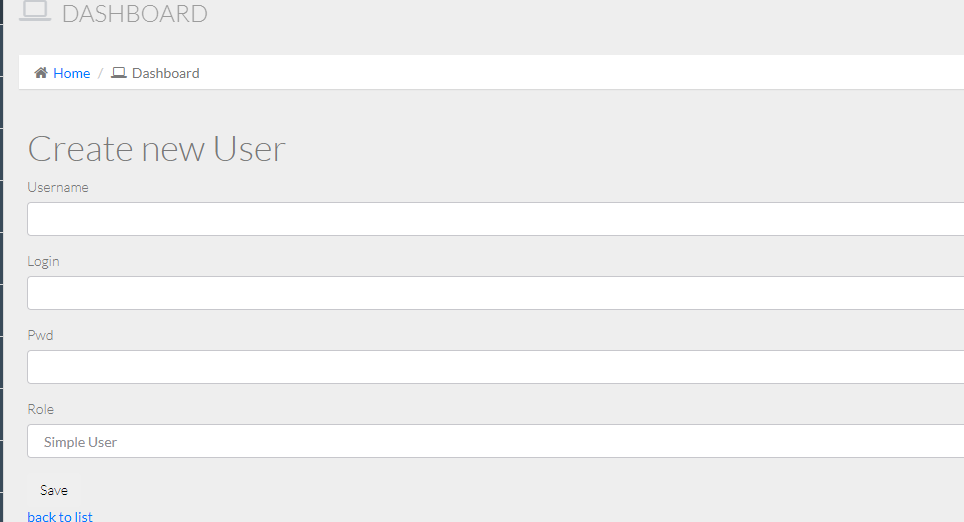 DASHBOARD
Home / Dashboard
Create new User
Username
Login
Pwd
Role
Simple User
Save
back to list